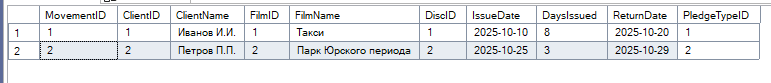 MovementID ClientID ClientName FilmID FilmName DiscID IssueDate DaysIssued ReturnDate PledgeTypeID
1 1 1 Иванов И.И. 1 Такси 1 2025-10-10 8 2025-10-20 1
2 2 2 Петров П.П. 2 Парк Юрского периода 2 2025-10-25 3 2025-10-29 2